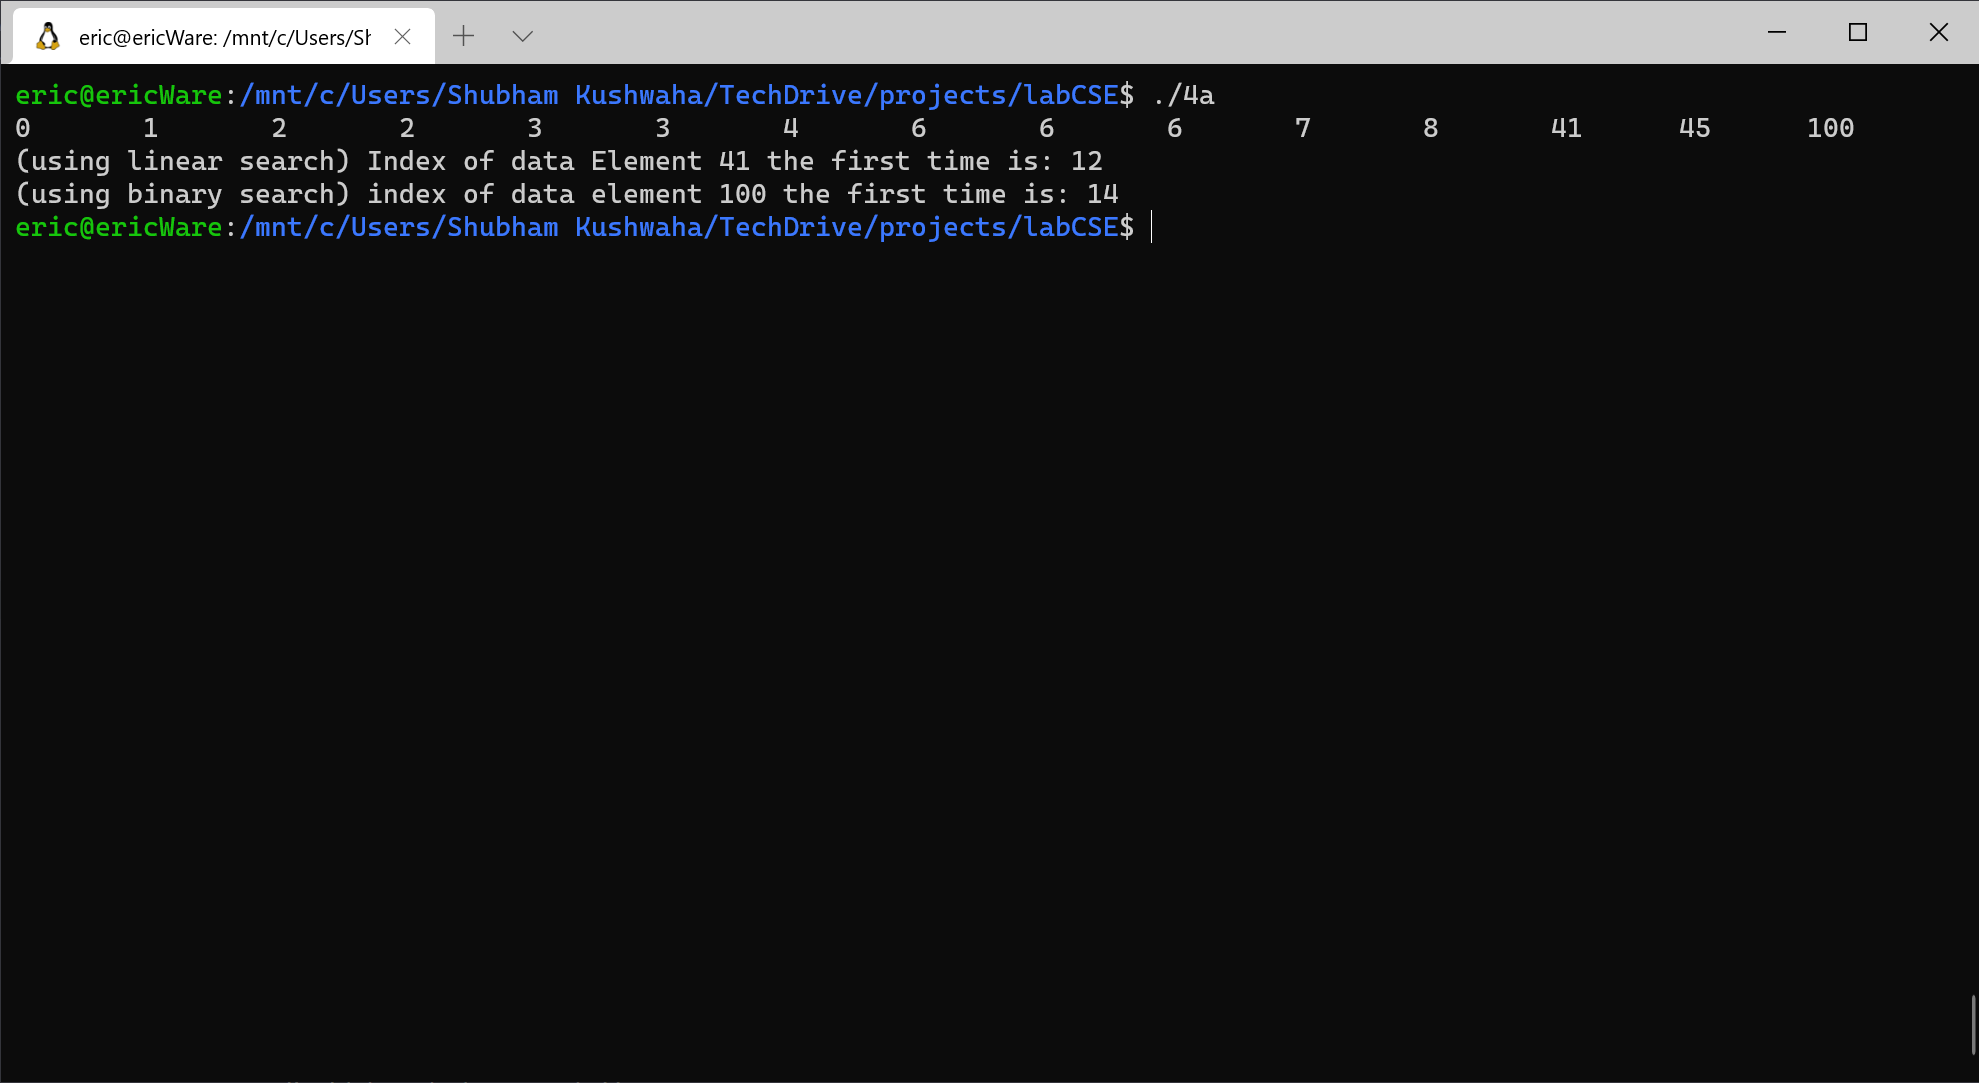 eric@ericWare: /mnt/c/Users/Sh
eric@ericWare:/mnt/c/Users/Shubham Kushwaha/TechDrive/projects/labCSE$ ./4a
0 1 2 2 3 3 4 6 6 6 7 8 41 45 100
(using linear search) Index of data Element 41 the first time is: 12
(using binary search) index of data element 100 the first time is: 14
eric@ericWare:/mnt/c/Users/Shubham Kushwaha/TechDrive/projects/labCSE$